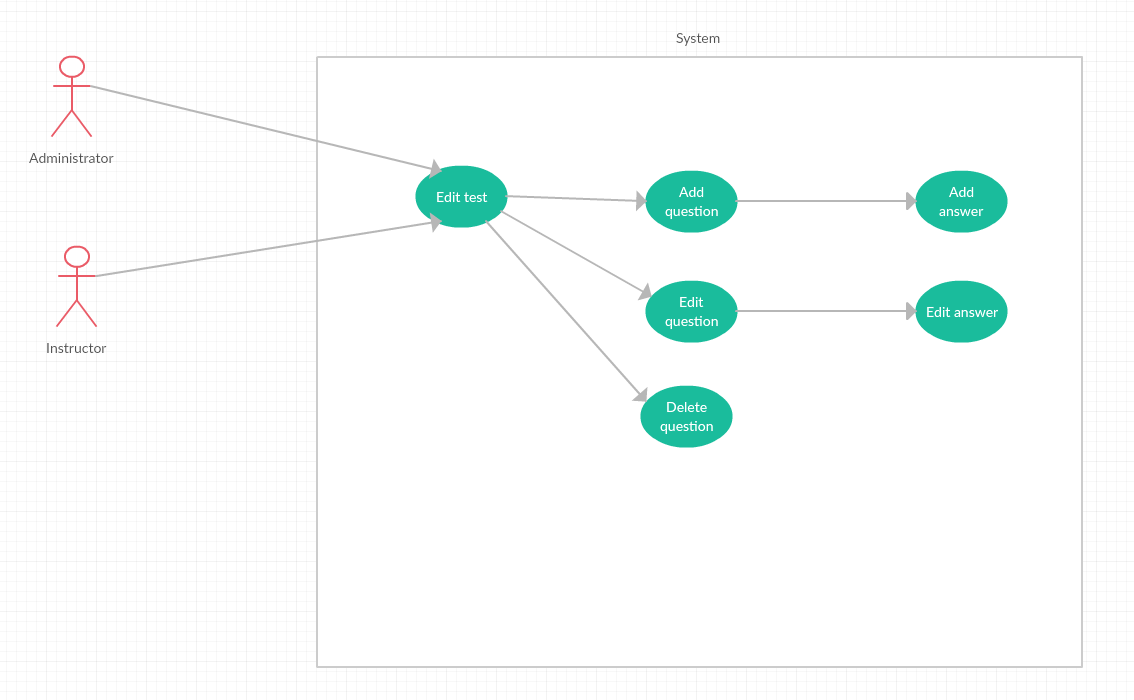 System
Administrator
Edit test
Add
question
Add
answer
Instructor
Edit
question
Edit answer
Delete
question